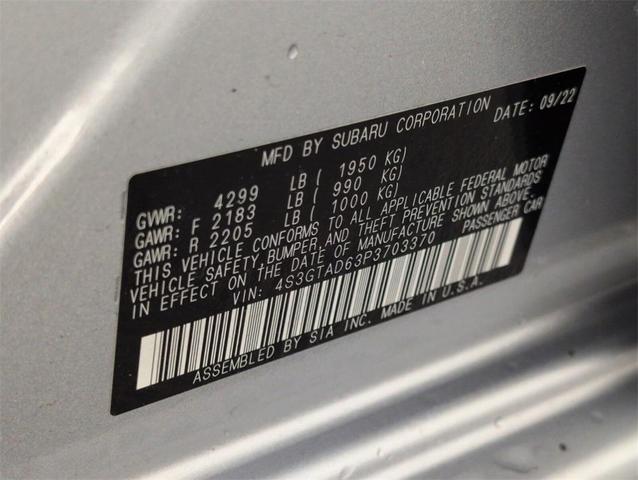 MFD BY SUBARU CORPORATION DATE: 09/22
GVWR: 4299 LB ( 1950 KG)
GAWR: F 2183 LB ( 990 KG)
GAWR: R 2205 LB ( 1000 KG)
THIS VEHICLE CONFORMS TO ALL APPLICABLE FEDERAL MOTOR
VEHICLE SAFETY, BUMPER, AND THEFT PREVENTION STANDARDS
IN EFFECT ON THE DATE OF MANUFACTURE SHOWN ABOVE.
VIN: 4S3GTAD63P3703370 PASSENGER CAR
ASSEMBLED BY SIA INC. MADE IN U.S.A.